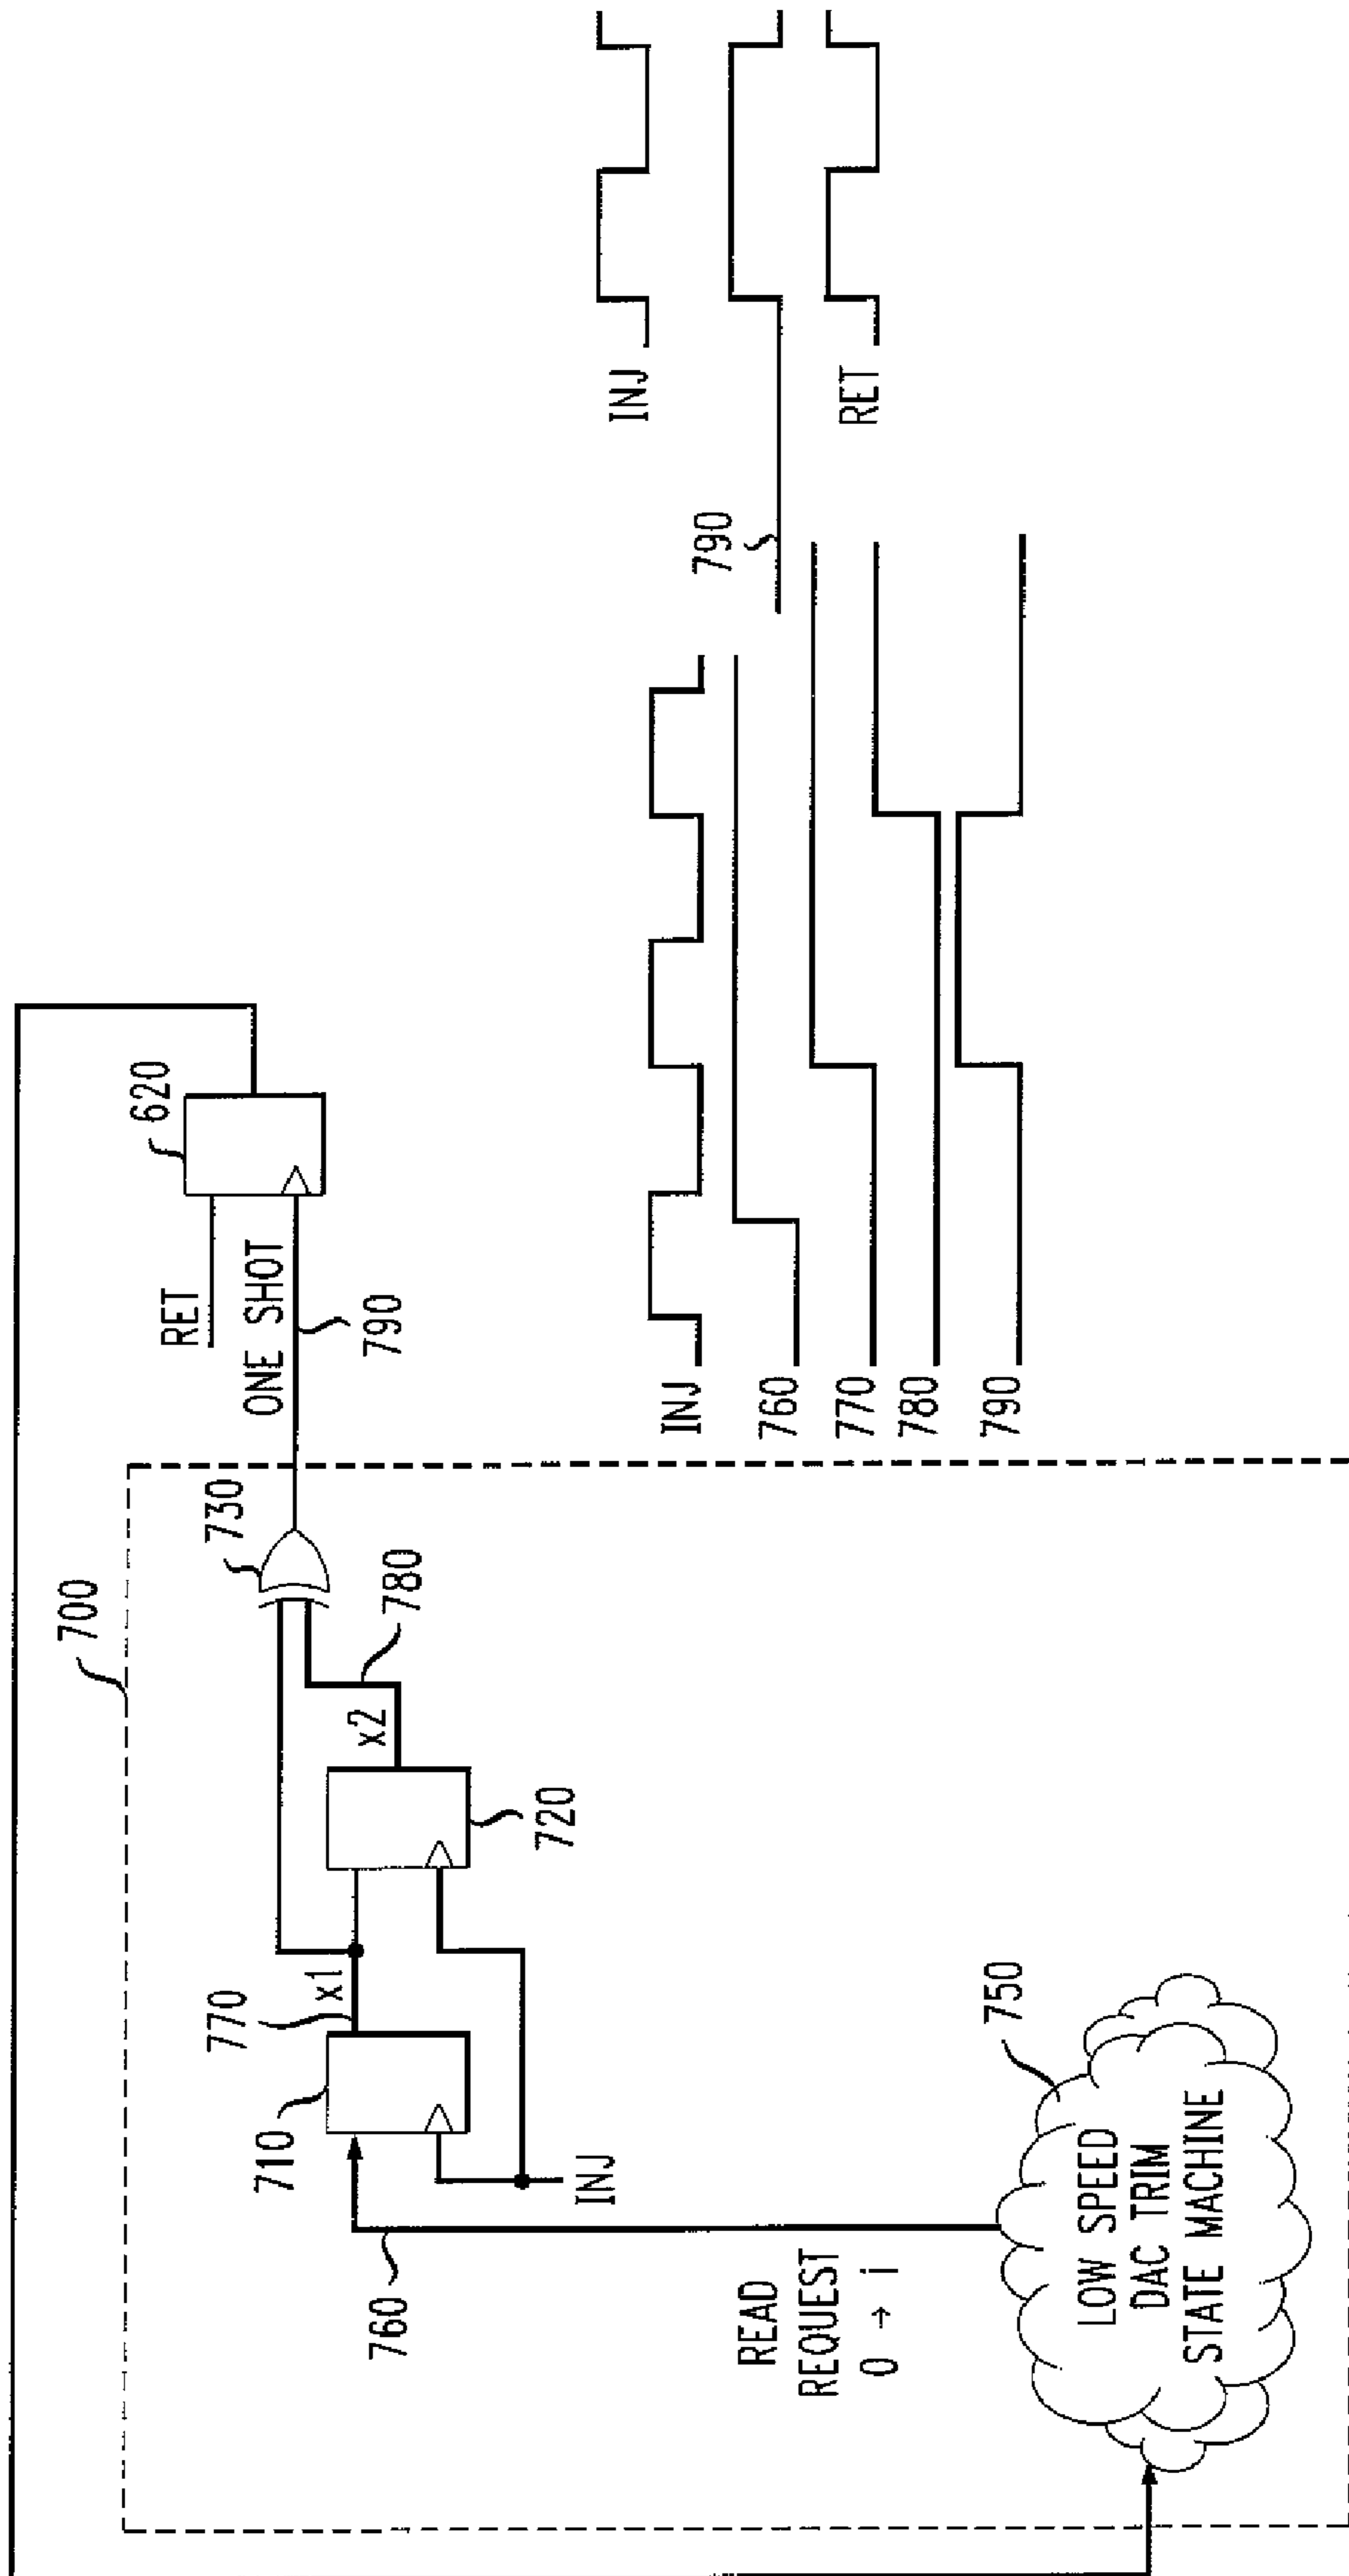 700
730
780
x2
720
770
x1
710
INJ
760
READ
REQUEST
0 → i
750
LOW SPEED
DAC TRIM
STATE MACHINE
620
RET
ONE SHOT
790
INJ
760
770
780
790
INJ
790
RET